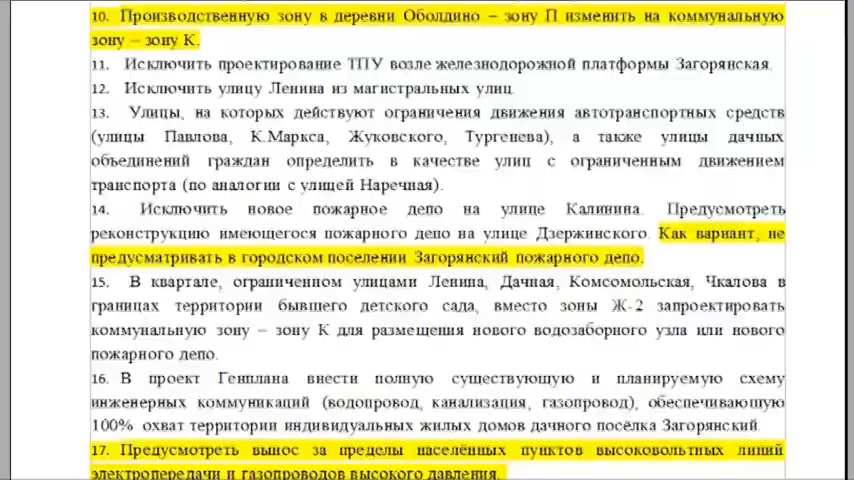 10. Производственную зону в деревни Оболдино – зону П изменить на коммунальную
зону – зону К.
11. Исключить проектирование ТПУ возле железнодорожной платформы Загорянская.
12. Исключить улицу Ленина из магистральных улиц.
13. Улицы, на которых действуют ограничения движения автотранспортных средств
(улицы Павлова, К.Маркса, Жуковского, Тургенева), а также улицы дачных
объединений граждан определить в качестве улиц с ограниченным движением
транспорта (по аналогии с улицей Наречная).
14. Исключить новое пожарное депо на улице Калинина. Предусмотреть
реконструкцию имеющегося пожарного депо на улице Дзержинского. Как вариант, не
предусматривать в городском поселении Загорянский пожарного депо.
15. В квартале, ограниченном улицами Ленина, Дачная, Комсомольская, Чкалова в
границах территории бывшего детского сада, вместо зоны Ж-2 запроектировать
коммунальную зону – зону К для размещения нового водозаборного узла или нового
пожарного депо.
16. В проект Генплана внести полную существующую и планируемую схему
инженерных коммуникаций (водопровод, канализация, газопровод), обеспечивающую
100% охват территории индивидуальных жилых домов дачного посёлка Загорянский.
17. Предусмотреть вынос за пределы населённых пунктов высоковольтных линий
электропередачи и газопроводов высокого давления.